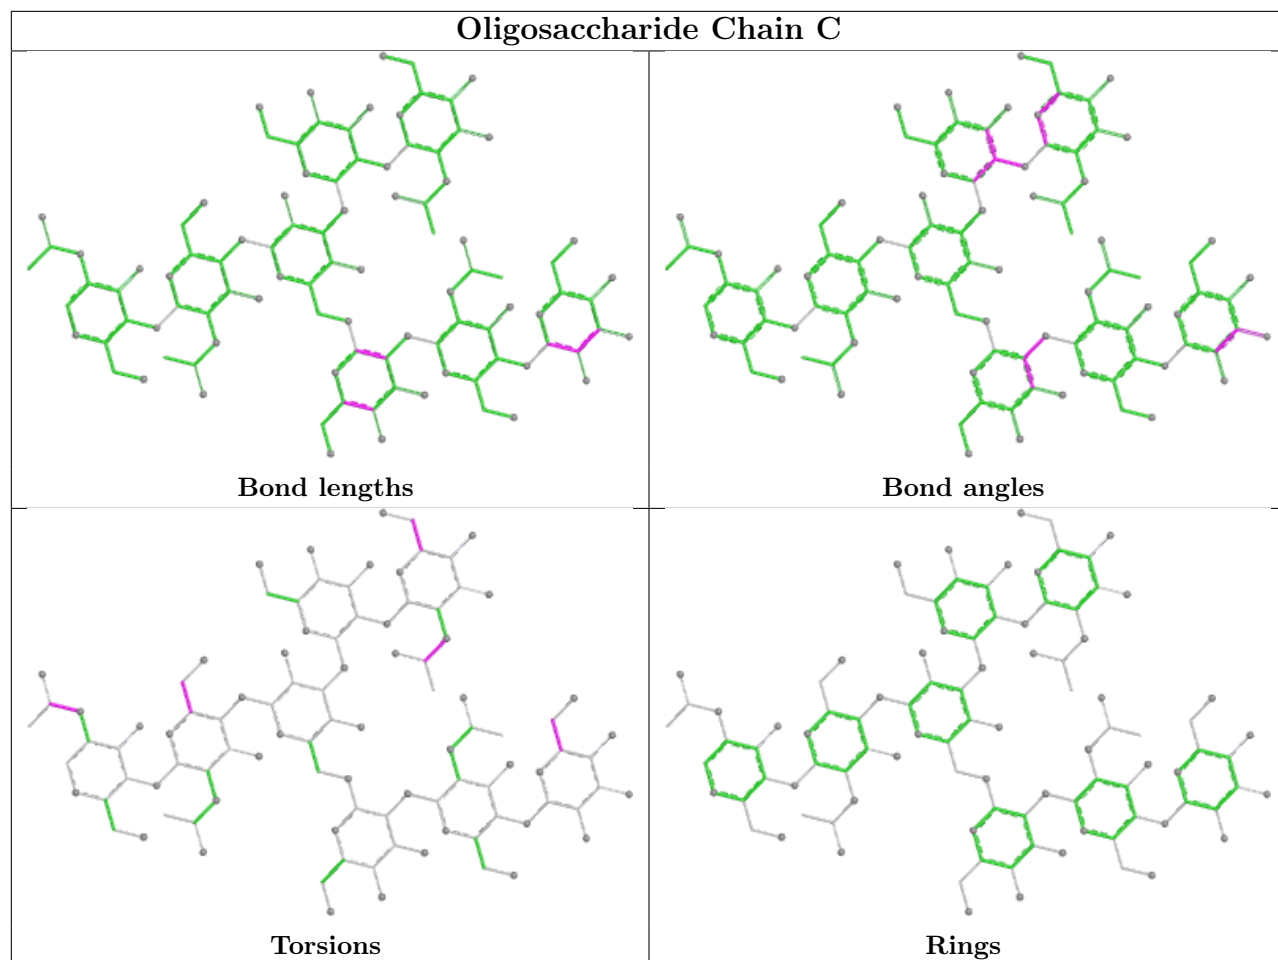 Oligosaccharide Chain C
Bond lengths
Bond angles
Torsions
Rings